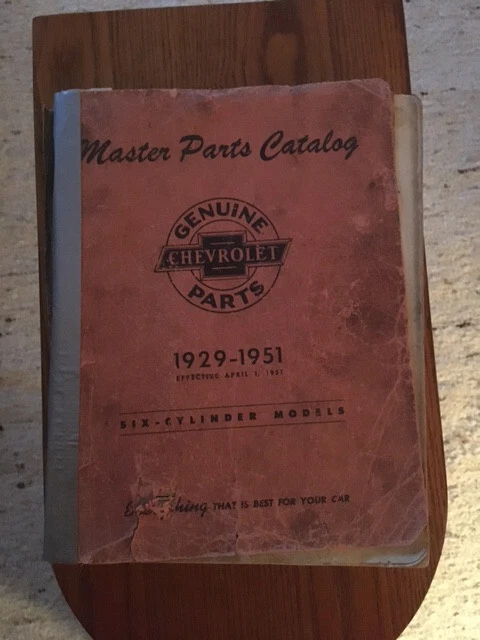 Master Parts Catalog
GENUINE
CHEVROLET
PARTS
1929-1951
EFFECTIVE APRIL 1, 1951
SIX-CYLINDER MODELS
THAT IS BEST FOR YOUR CAR